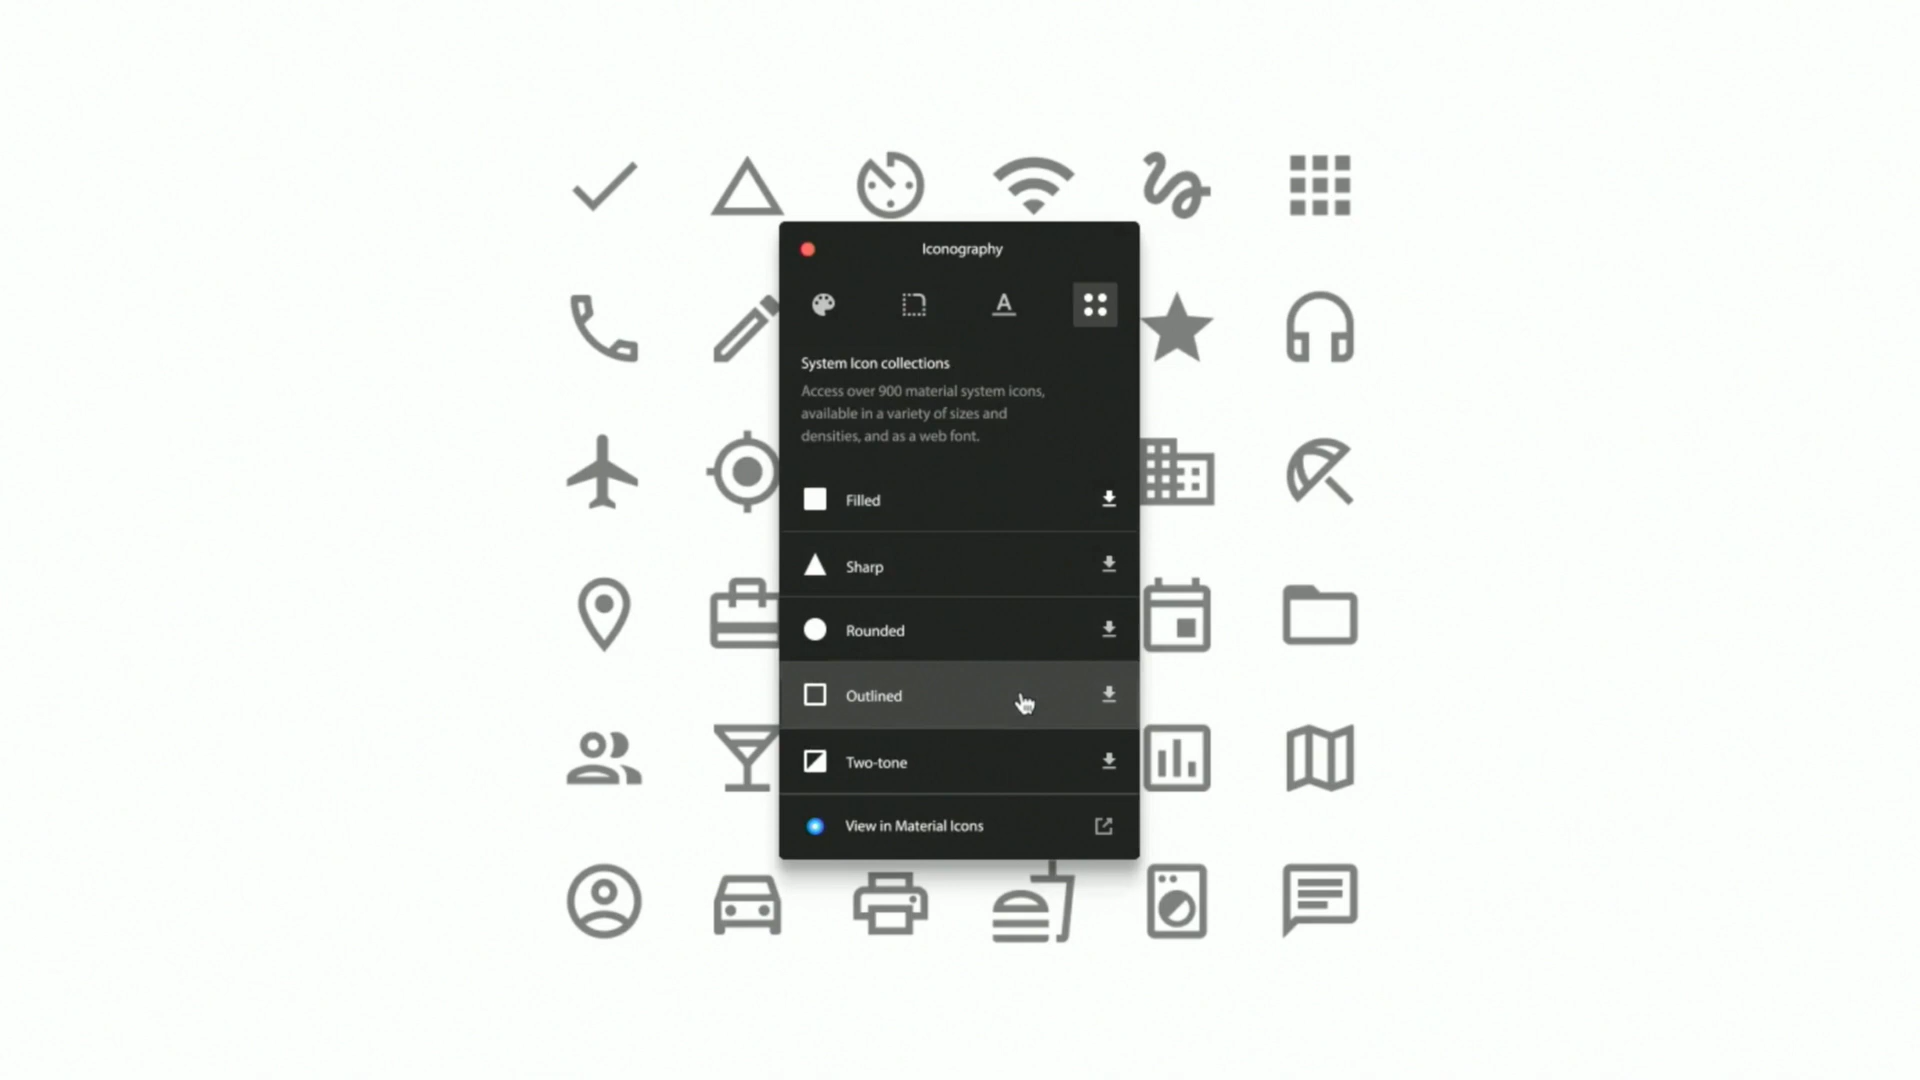 Iconography
System Icon collections
Access over 900 material system icons,
available in a variety of sizes and
densities, and as a web font.
Filled
Sharp
Rounded
Outlined
Two-tone
View in Material Icons